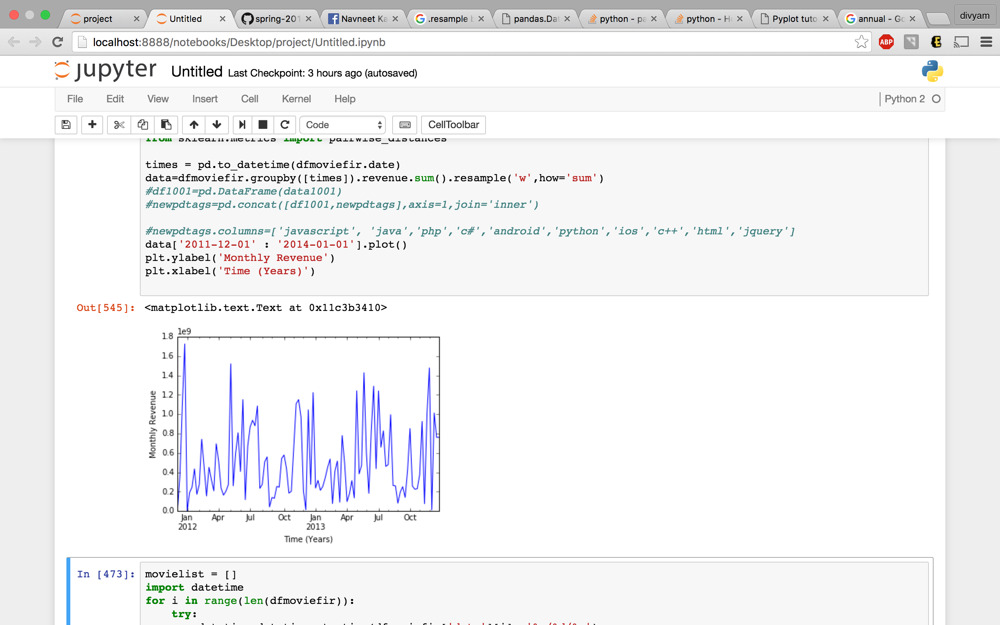 project
Untitled
spring-201
Navneet Ka
.resample b
pandas.Dat
python - pa
python - Ho
Pyplot tuto
annual - Go
divyam
localhost:8888/notebooks/Desktop/project/Untitled.ipynb
ABP
jupyter Untitled Last Checkpoint: 3 hours ago (autosaved)
File Edit View Insert Cell Kernel Help Python 2
Code CellToolbar
from sklearn.metrics import pairwise_distances
times = pd.to_datetime(dfmoviefir.date)
data=dfmoviefir.groupby([times]).revenue.sum().resample('w',how='sum')
#df1001=pd.DataFrame(data1001)
#newpdtags=pd.concat([df1001,newpdtags],axis=1,join='inner')
#newpdtags.columns=['javascript', 'java','php','c#','android','python','ios','c++','html','jquery']
data['2011-12-01' : '2014-01-01'].plot()
plt.ylabel('Monthly Revenue')
plt.xlabel('Time (Years)')
Out[545]: <matplotlib.text.Text at 0x11c3b3410>
1e9
1.8
1.6
1.4
1.2
1.0
0.8
0.6
0.4
0.2
0.0
Monthly Revenue
Jan Apr Jul Oct Jan Apr Jul Oct
2012 2013
Time (Years)
In [473]: movielist = []
import datetime
for i in range(len(dfmoviefir)):
try: